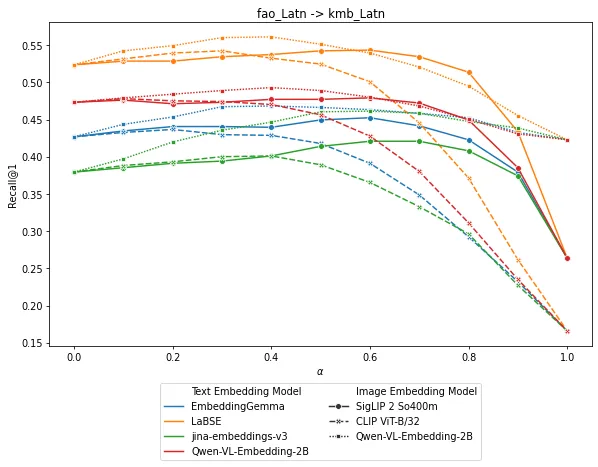 fao_Latn -> kmb_Latn
Recall@1
0.55
0.50
0.45
0.40
0.35
0.30
0.25
0.20
0.15
0.0 0.2 0.4 0.6 0.8 1.0
α
Text Embedding Model
EmbeddingGemma
LaBSE
jina-embeddings-v3
Qwen-VL-Embedding-2B
Image Embedding Model
SigLIP 2 So400m
CLIP ViT-B/32
Qwen-VL-Embedding-2B